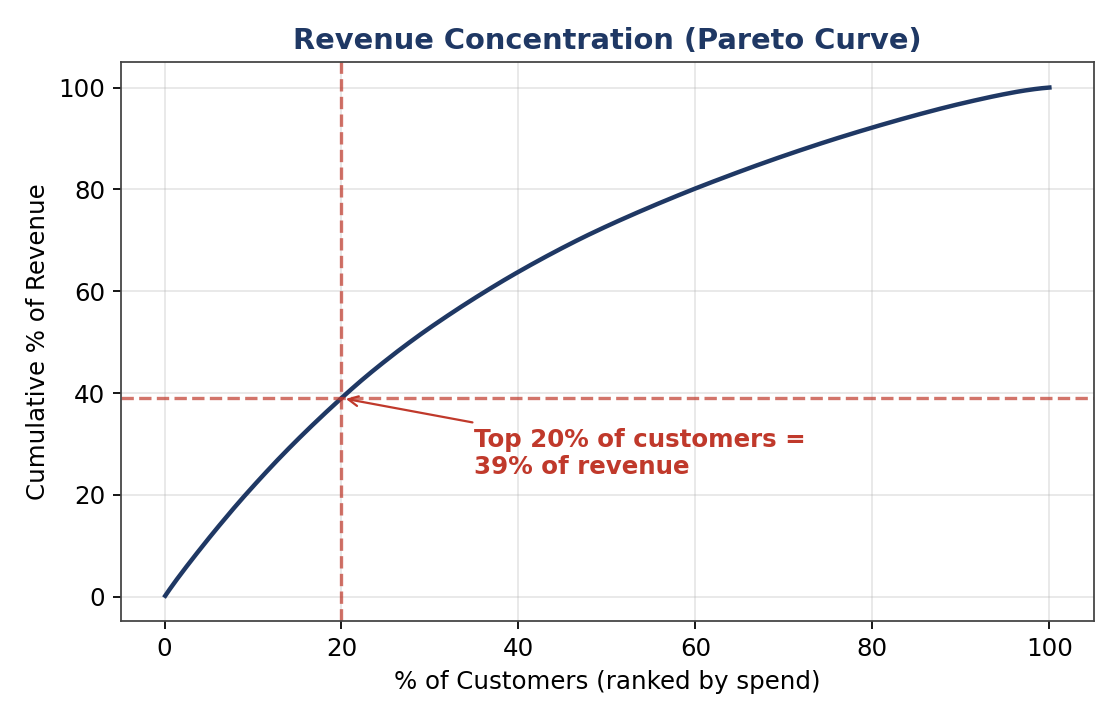 Revenue Concentration (Pareto Curve)
Cumulative % of Revenue
100
80
60
40
20
0
Top 20% of customers =
39% of revenue
0 20 40 60 80 100
% of Customers (ranked by spend)